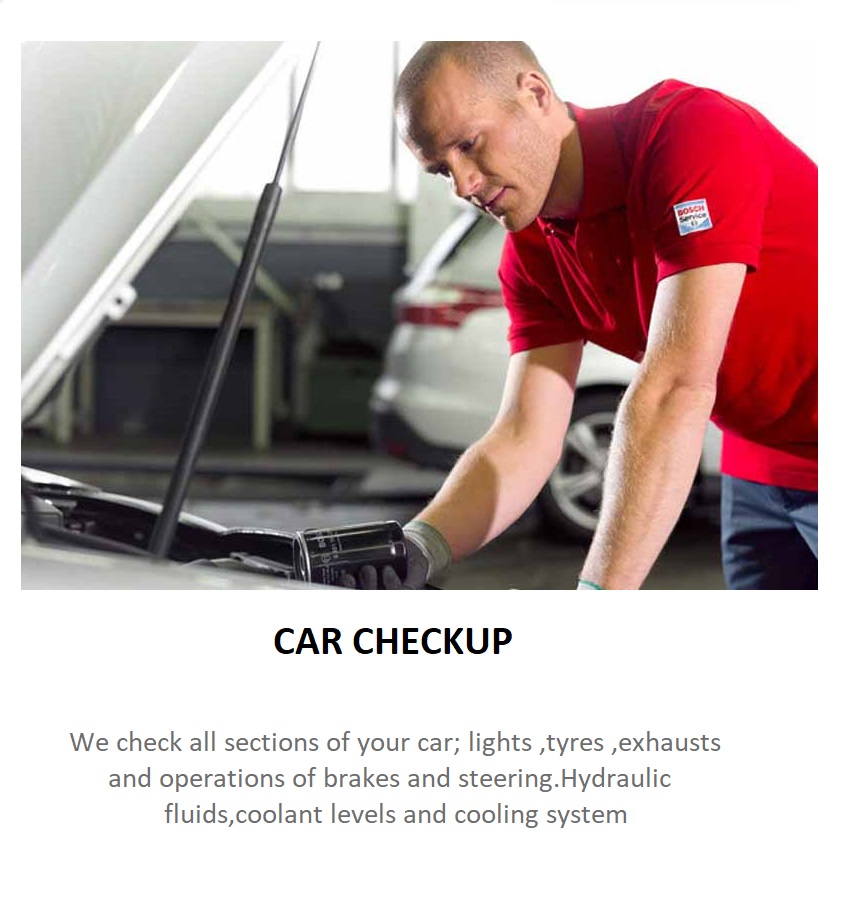 BOSCH
Service
CAR CHECKUP
We check all sections of your car; lights ,tyres ,exhausts
and operations of brakes and steering.Hydraulic
fluids,coolant levels and cooling system